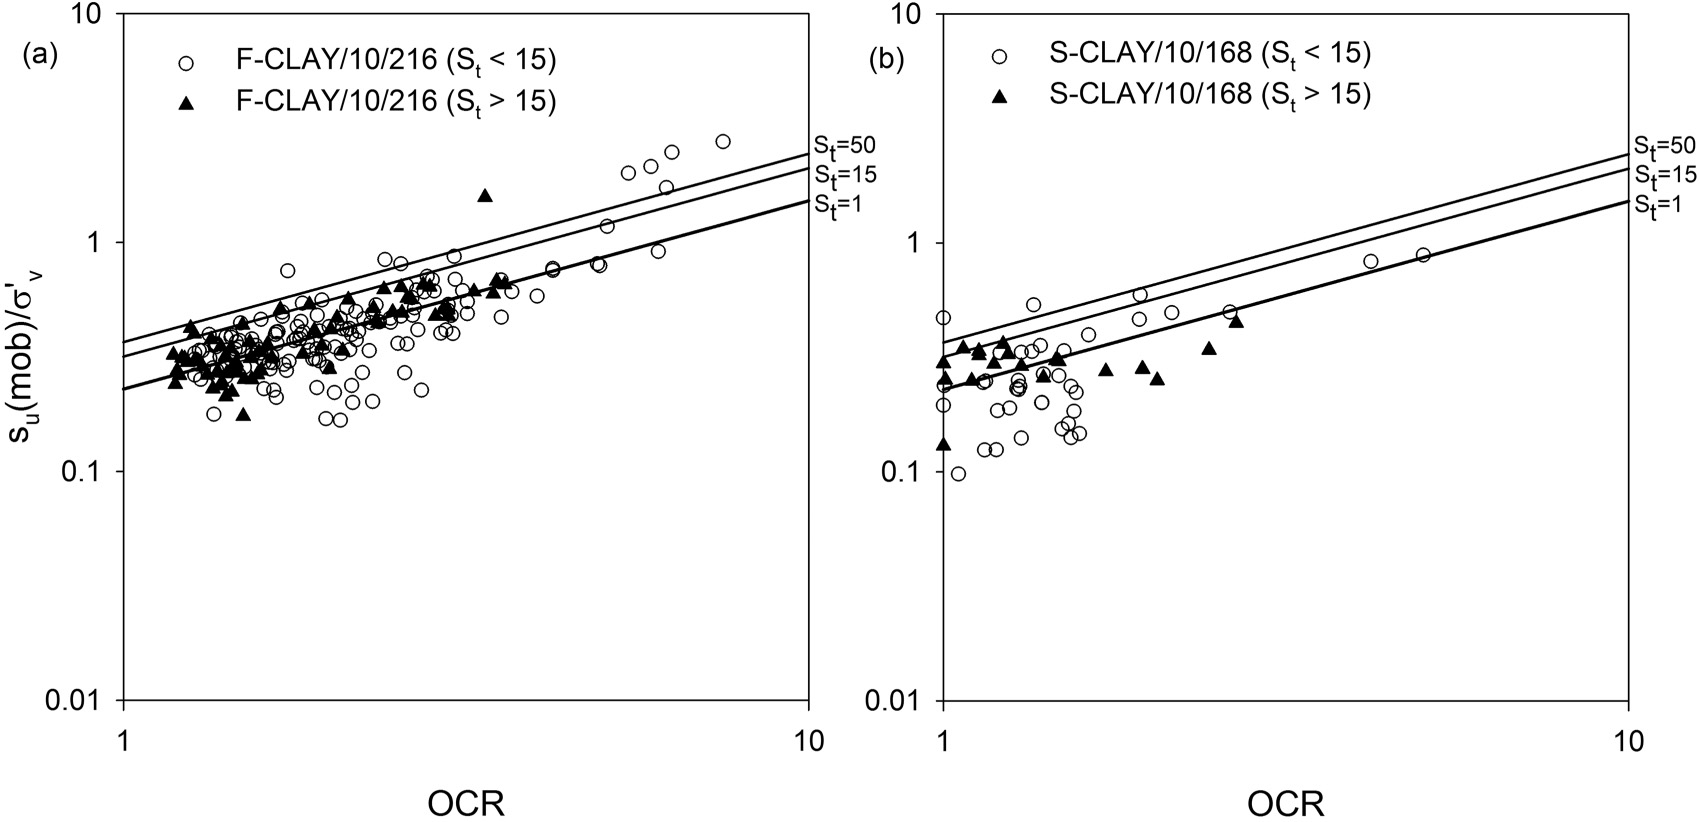 (a)
10
1
0.1
0.01
su(mob)/σ'v
F-CLAY/10/216 (St < 15)
F-CLAY/10/216 (St > 15)
St=50
St=15
St=1
1
10
OCR
(b)
10
1
0.1
0.01
S-CLAY/10/168 (St < 15)
S-CLAY/10/168 (St > 15)
St=50
St=15
St=1
1
10
OCR